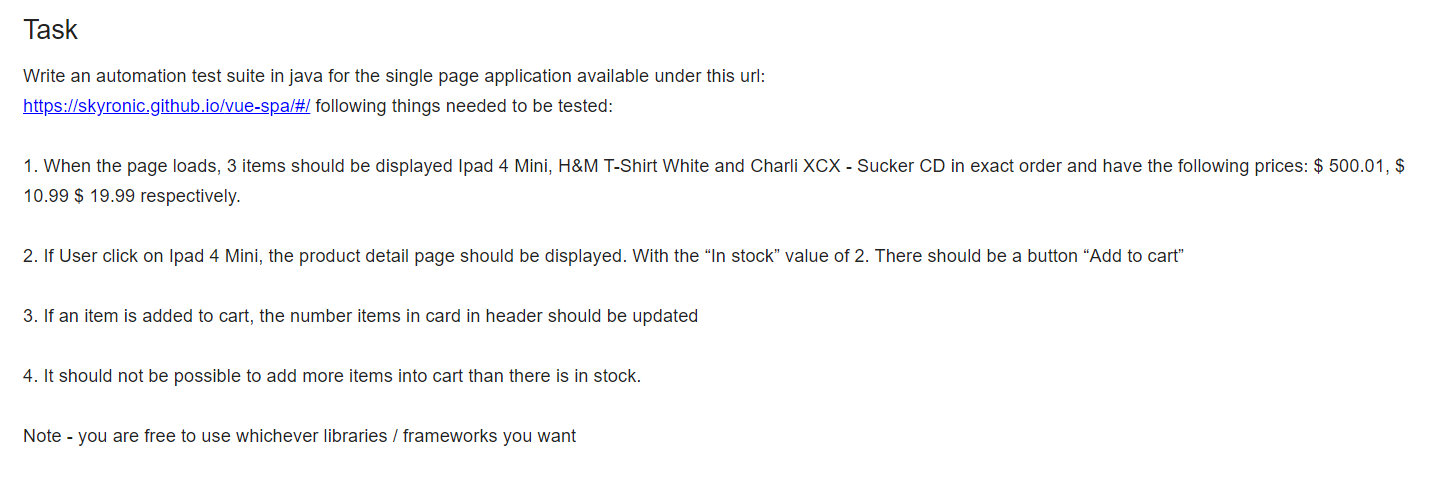 Task
Write an automation test suite in java for the single page application available under this url:
https://skyronic.github.io/vue-spa/#/ following things needed to be tested:
1. When the page loads, 3 items should be displayed Ipad 4 Mini, H&M T-Shirt White and Charli XCX - Sucker CD in exact order and have the following prices: $ 500.01, $
10.99 $ 19.99 respectively.
2. If User click on Ipad 4 Mini, the product detail page should be displayed. With the “In stock” value of 2. There should be a button “Add to cart”
3. If an item is added to cart, the number items in card in header should be updated
4. It should not be possible to add more items into cart than there is in stock.
Note - you are free to use whichever libraries / frameworks you want